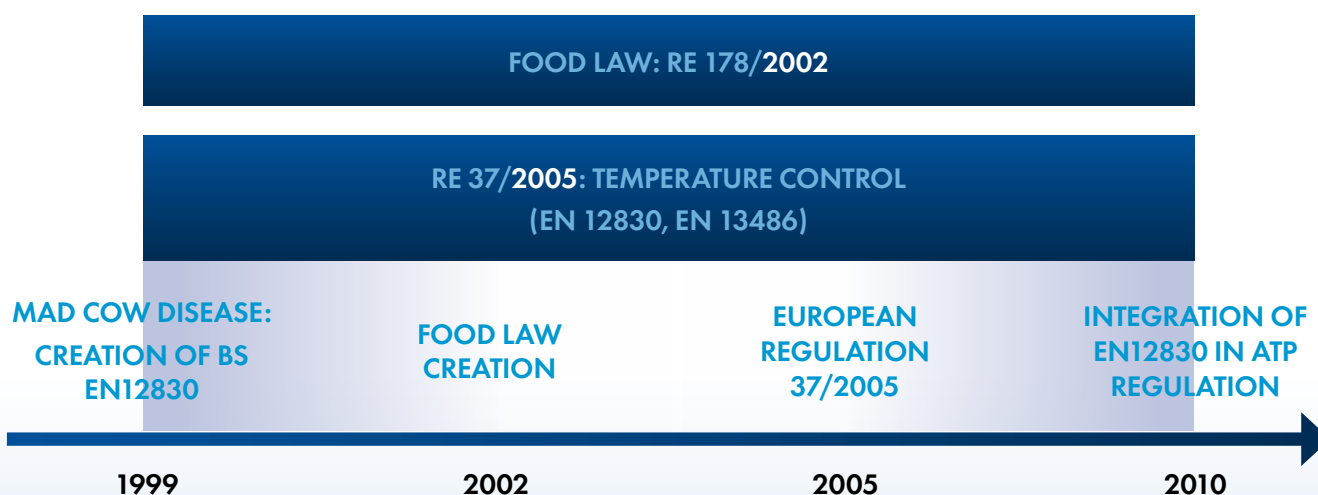 FOOD LAW: RE 178/2002
RE 37/2005: TEMPERATURE CONTROL
(EN 12830, EN 13486)
MAD COW DISEASE:
CREATION OF BS
EN12830
FOOD LAW
CREATION
EUROPEAN
REGULATION
37/2005
INTEGRATION OF
EN12830 IN ATP
REGULATION
1999
2002
2005
2010